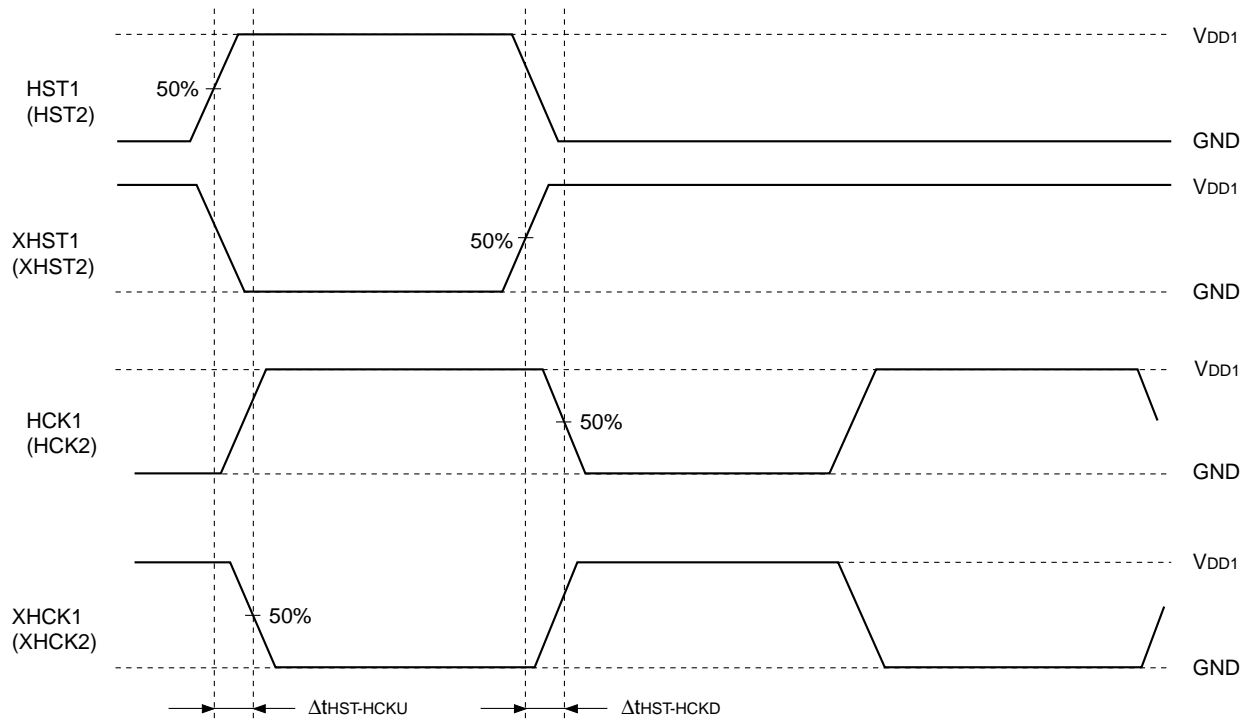 VDD1
HST1
(HST2)
50%
GND
VDD1
XHST1
(XHST2)
50%
GND
VDD1
HCK1
(HCK2)
50%
GND
VDD1
XHCK1
(XHCK2)
50%
GND
ΔtHST-HCKU
ΔtHST-HCKD